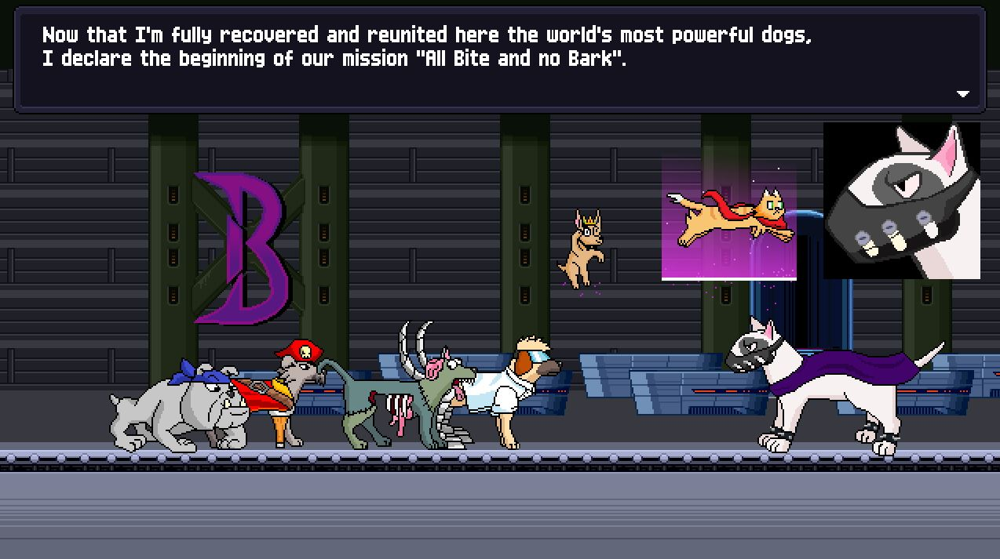 Now that I'm fully recovered and reunited here the world's most powerful dogs,
I declare the beginning of our mission "All Bite and no Bark".
B